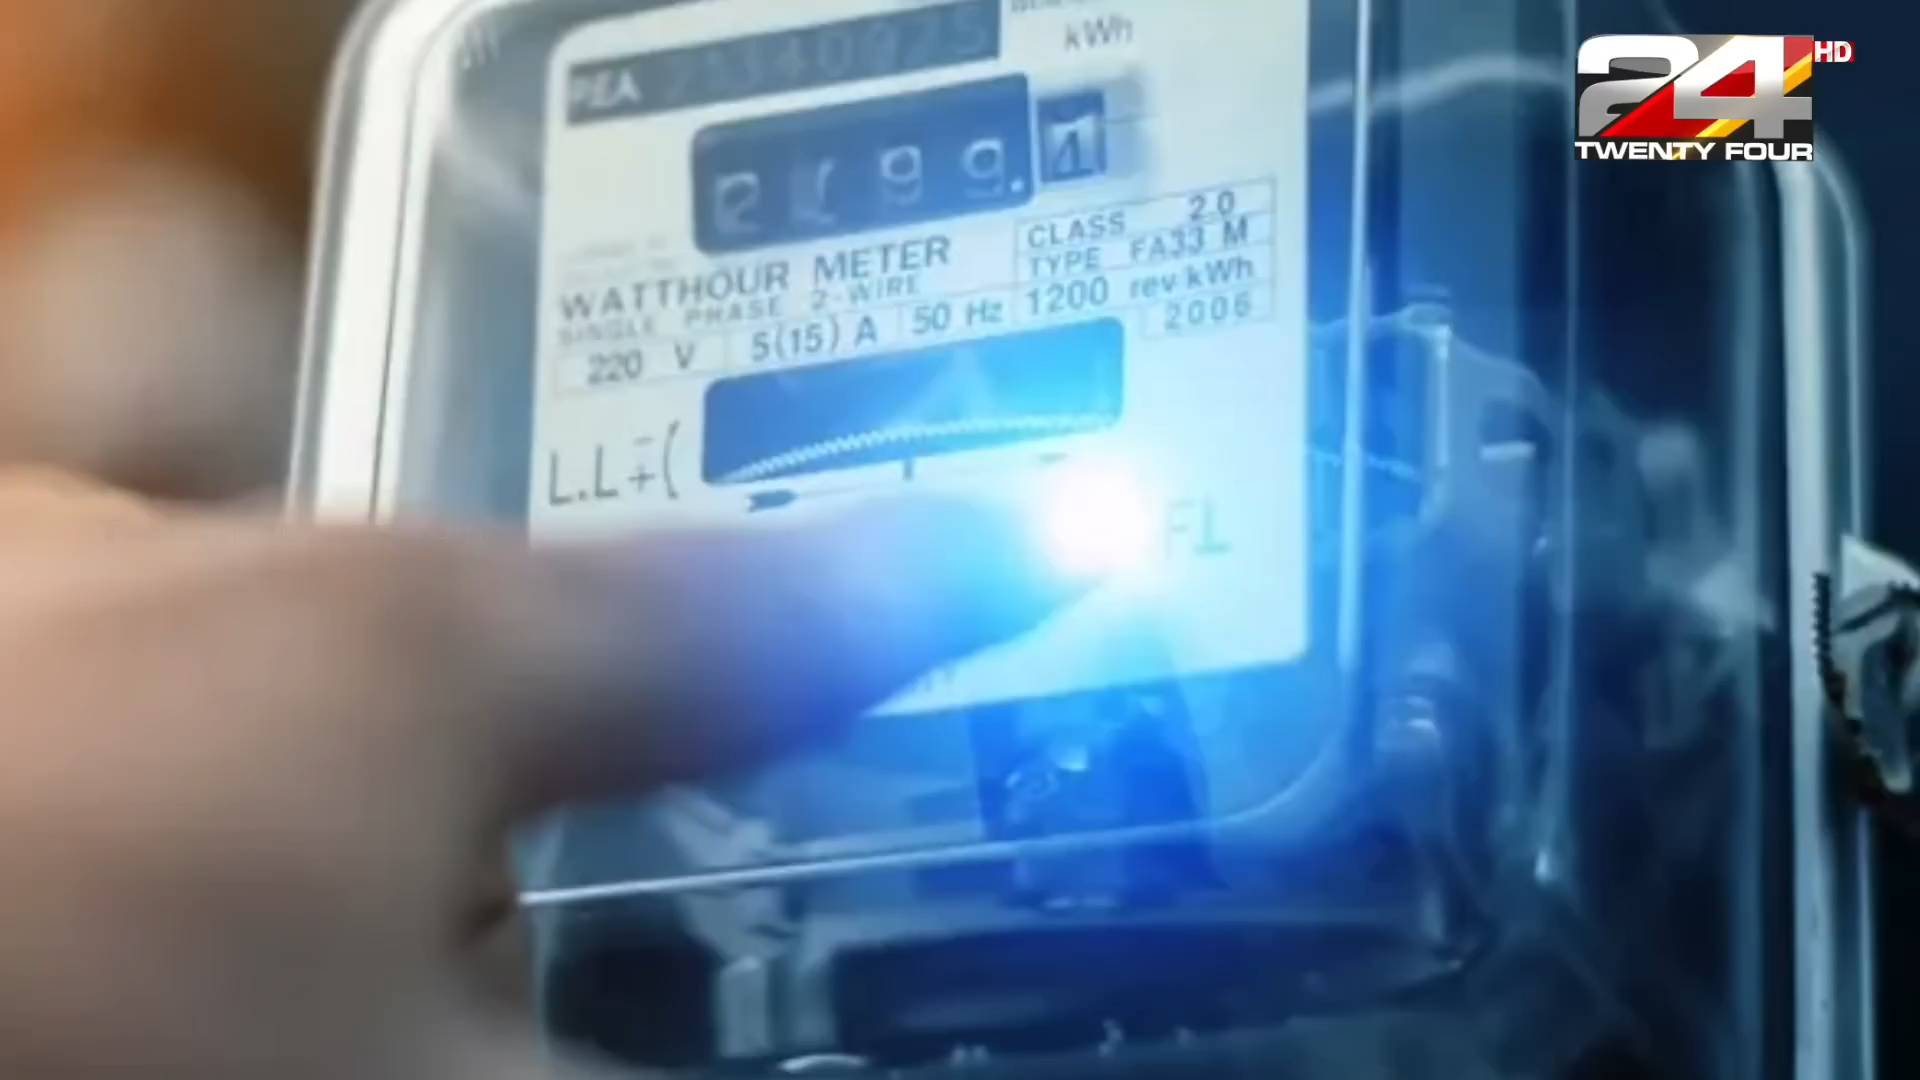 kWh
PEA
24 HD
TWENTY FOUR
WATTHOUR METER
SINGLE PHASE 2-WIRE
CLASS 2.0
TYPE FA33 M
220 V 5(15) A 50 Hz 1200 rev kWh
2006
L.L
FL